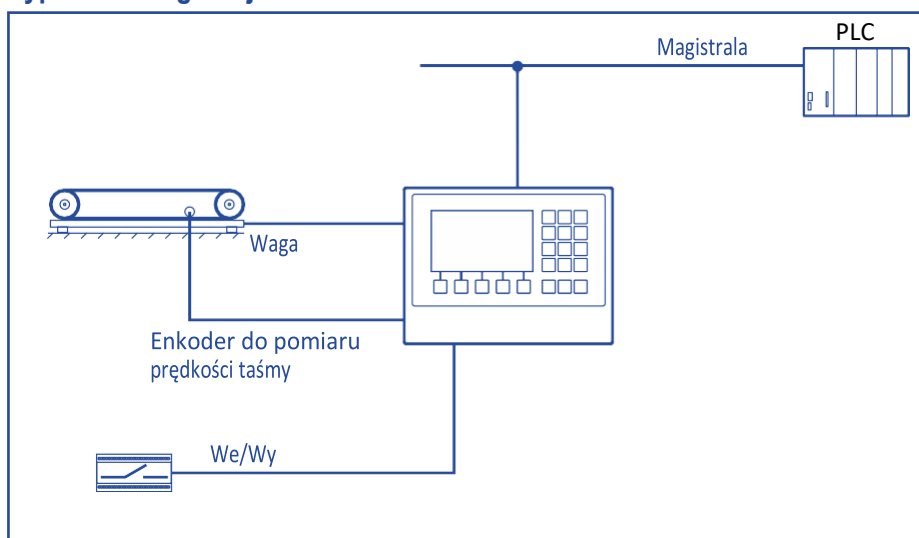 PLC
Magistrala
Waga
Enkoder do pomiaru
prędkości taśmy
We/Wy